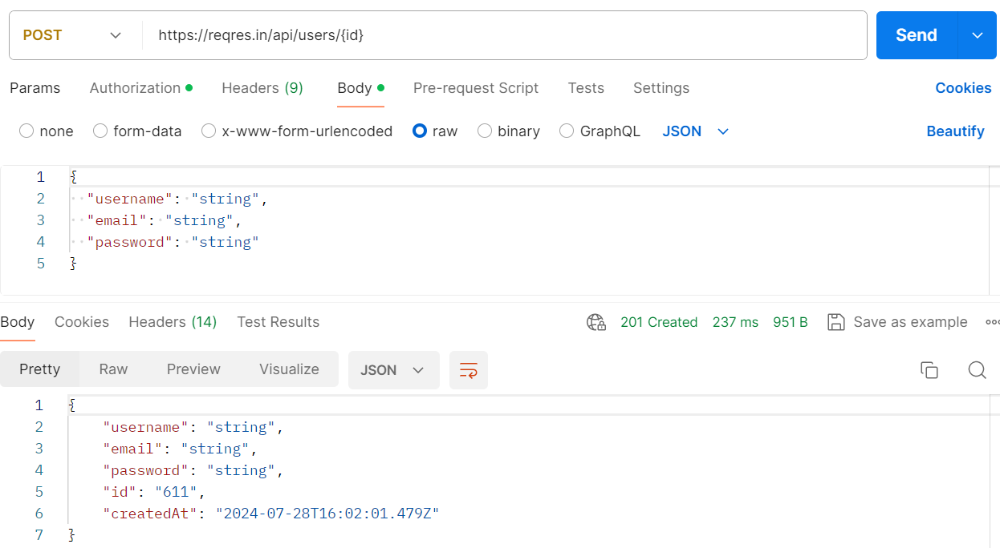 POST https://reqres.in/api/users/{id} Send
Params Authorization Headers (9) Body Pre-request Script Tests Settings Cookies
none form-data x-www-form-urlencoded raw binary GraphQL JSON Beautify
1 {
2 "username": "string",
3 "email": "string",
4 "password": "string"
5 }
Body Cookies Headers (14) Test Results 201 Created 237 ms 951 B Save as example
Pretty Raw Preview Visualize JSON
1 {
2 "username": "string",
3 "email": "string",
4 "password": "string",
5 "id": "611",
6 "createdAt": "2024-07-28T16:02:01.479Z"
7 }